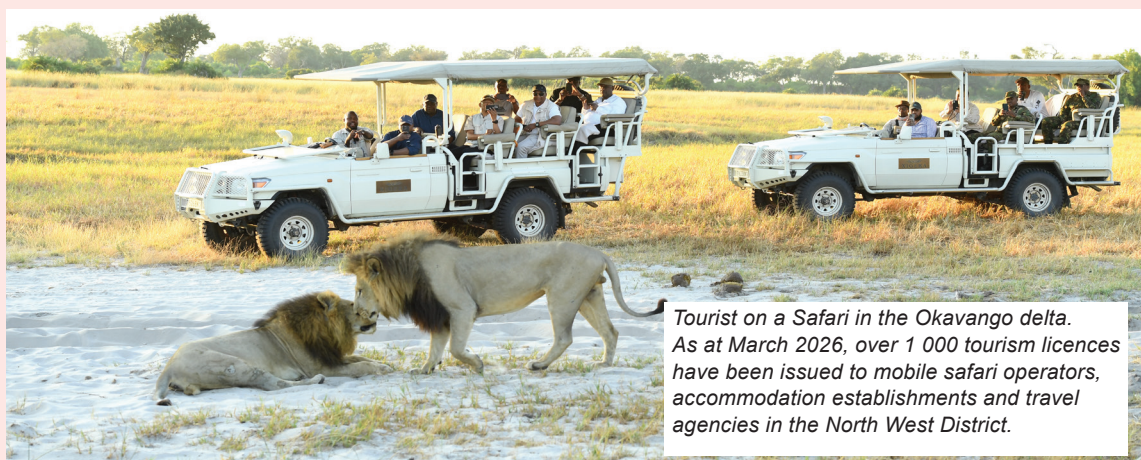 Tourist on a Safari in the Okavango delta.
As at March 2026, over 1 000 tourism licences
have been issued to mobile safari operators,
accommodation establishments and travel
agencies in the North West District.